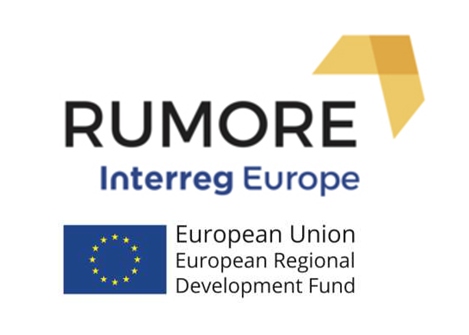 RUMORE
Interreg Europe
European Union
European Regional
Development Fund